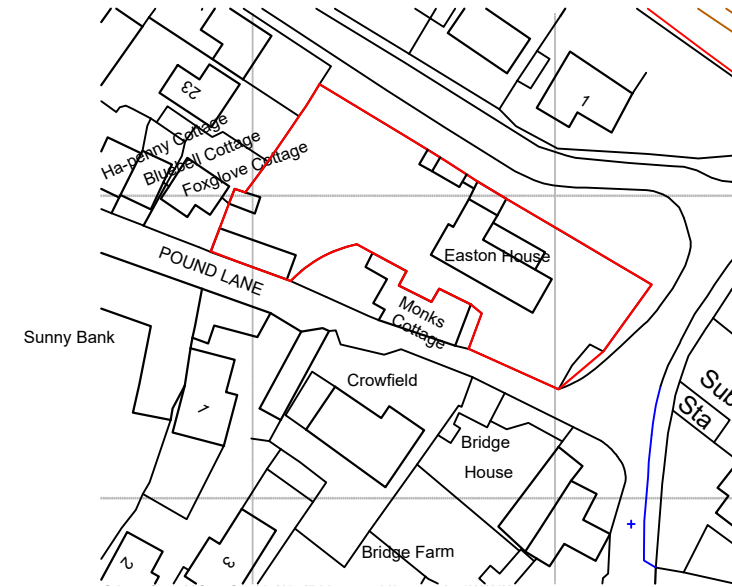 23
1
Ha-penny Cottage
Bluebell Cottage
Foxglove Cottage
POUND LANE
Easton House
Monks
Cottage
Sunny Bank
Crowfield
Sub
Sta
1
Bridge
House
Bridge Farm
2
3